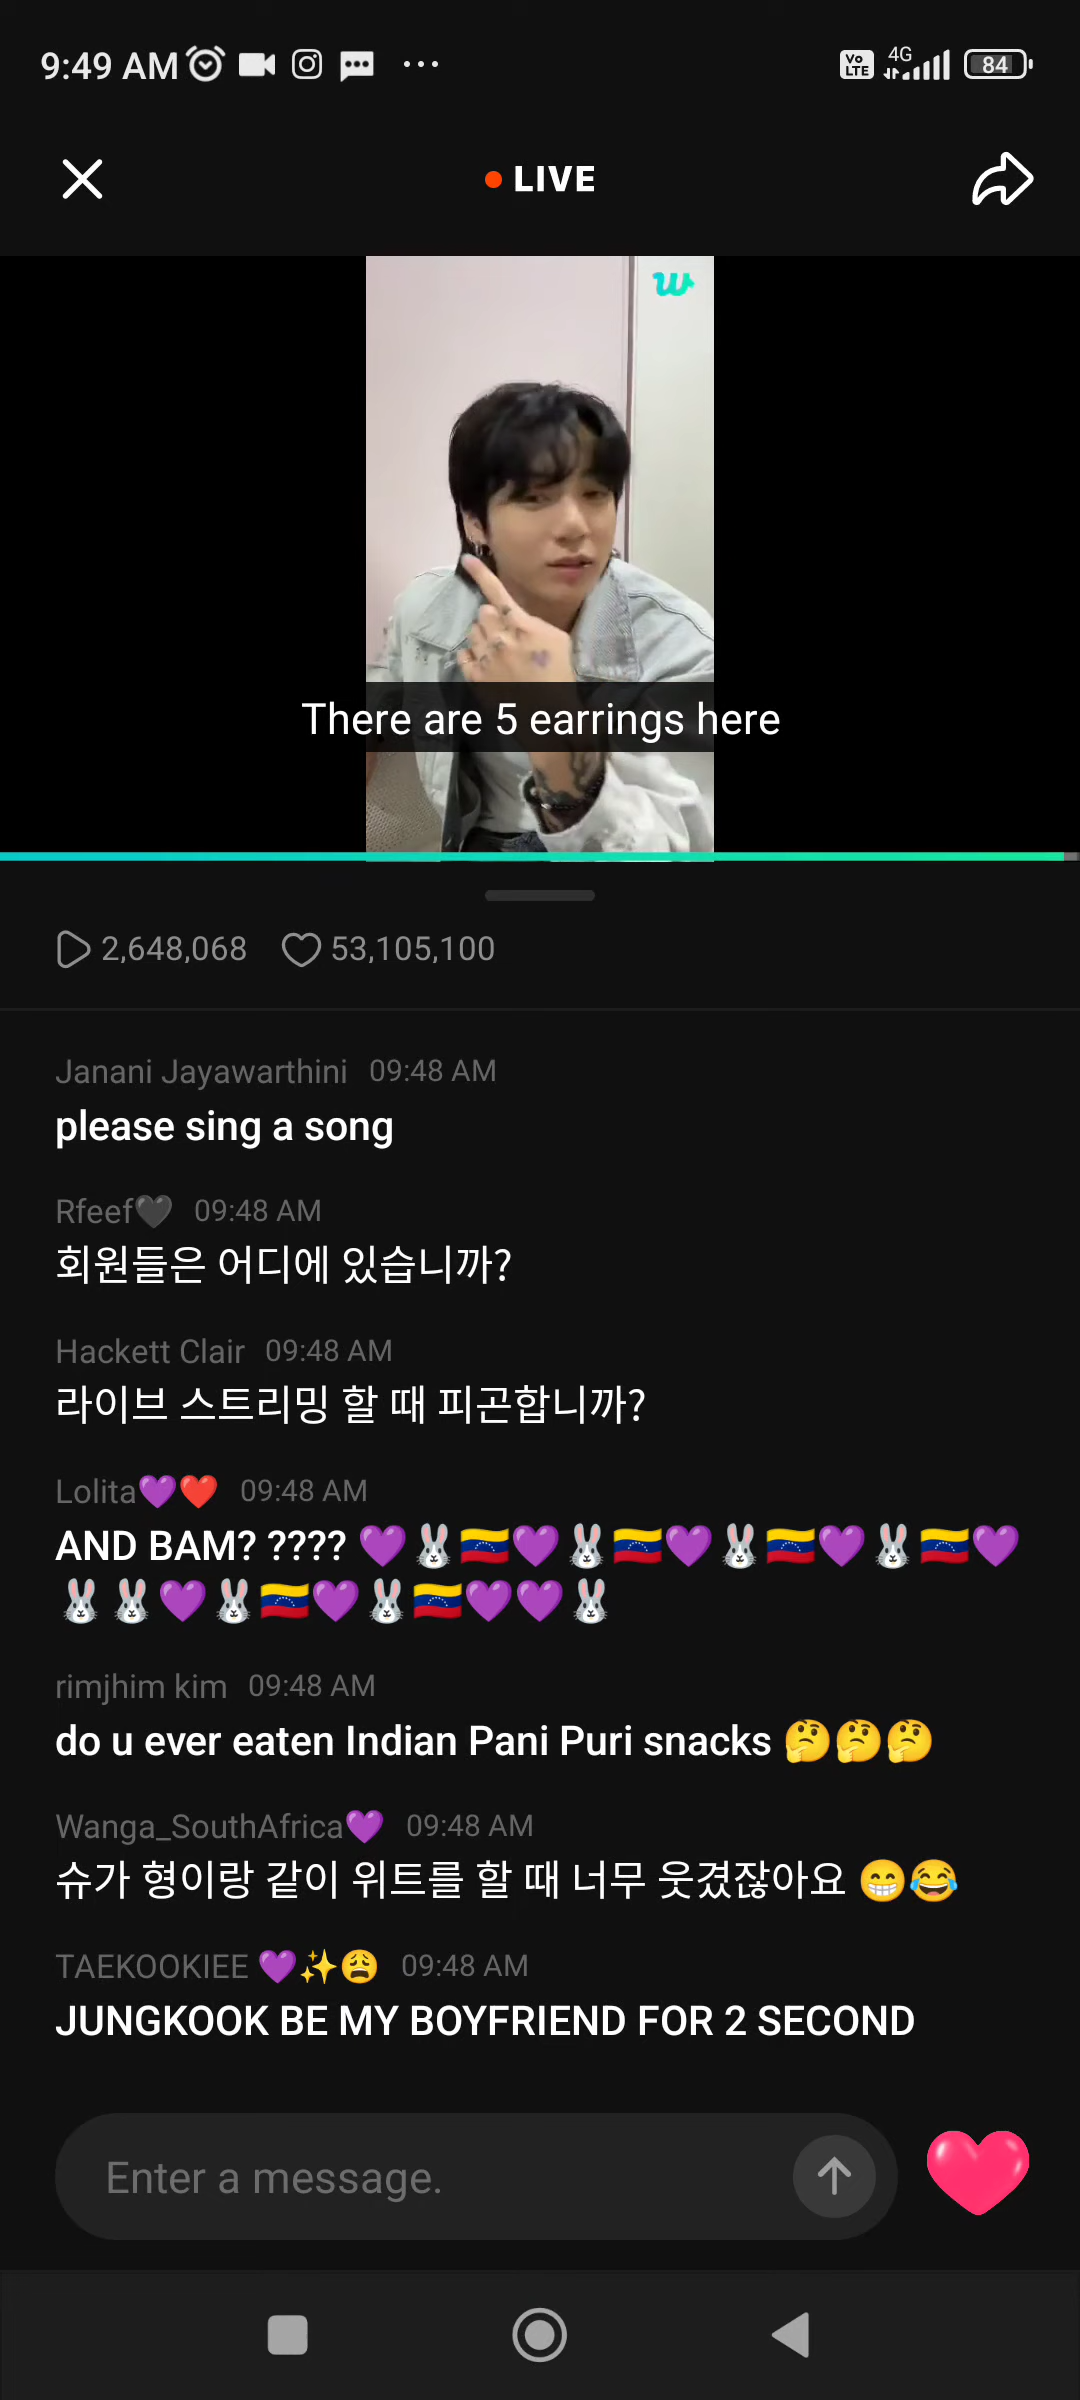 9:49 AM
Vo LTE 4G 84
LIVE
w
There are 5 earrings here
2,648,068 53,105,100
Janani Jayawarthini 09:48 AM
please sing a song
Rfeef🖤 09:48 AM
회원들은 어디에 있습니까?
Hackett Clair 09:48 AM
라이브 스트리밍 할 때 피곤합니까?
Lolita💜❤️ 09:48 AM
AND BAM? ???? 💜🐰🇻🇪💜🐰🇻🇪💜🐰🇻🇪💜🐰🇻🇪💜
🐰🐰💜🐰🇻🇪💜🐰🇻🇪💜💜🐰
rimjhim kim 09:48 AM
do u ever eaten Indian Pani Puri snacks 🤔🤔🤔
Wanga_SouthAfrica💜 09:48 AM
슈가 형이랑 같이 위트를 할 때 너무 웃겼잖아요 😁😂
TAEKOOKIEE 💜✨😩 09:48 AM
JUNGKOOK BE MY BOYFRIEND FOR 2 SECOND
Enter a message.